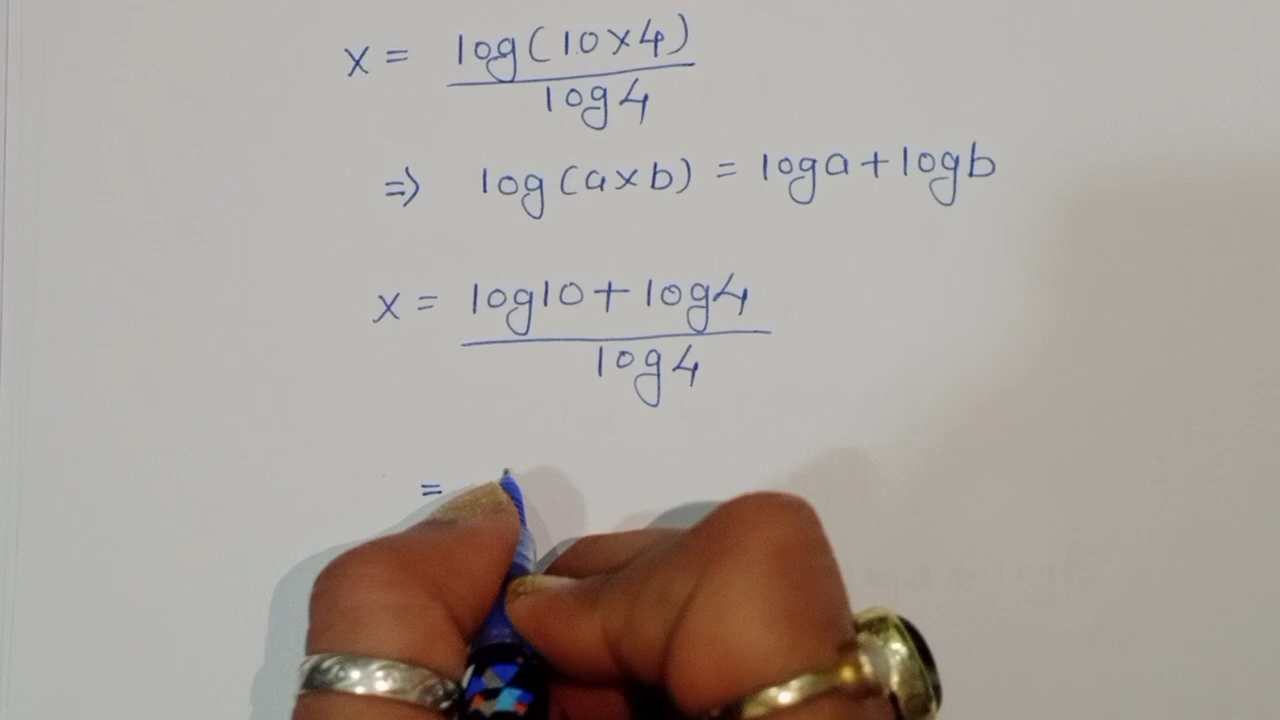 x = log(10×4) / log4
⇒ log(a×b) = loga + logb
x = log10 + log4 / log4
=